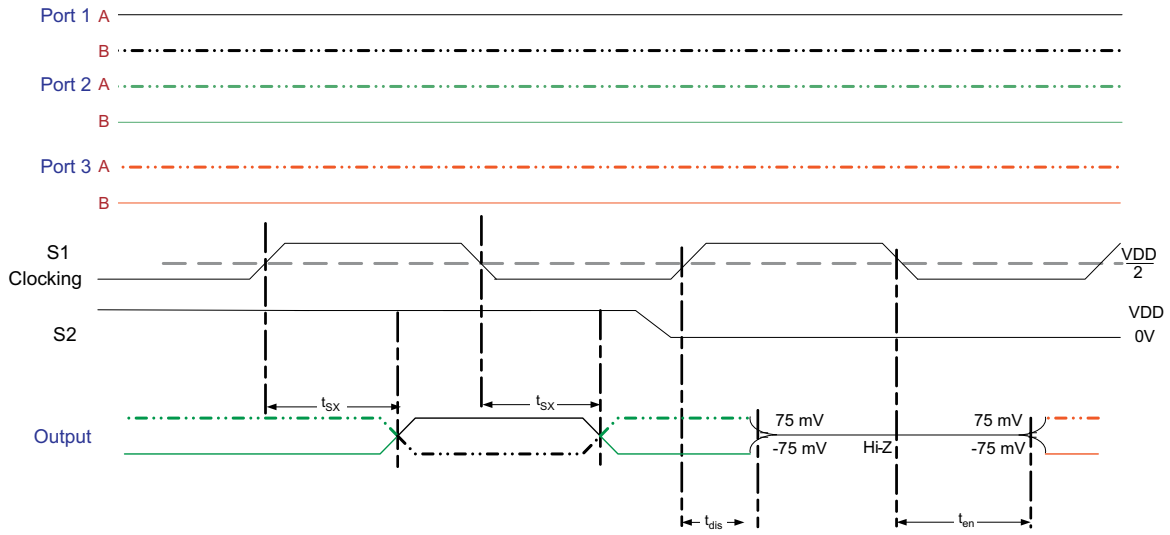 Port 1 A
B
Port 2 A
B
Port 3 A
B
S1
Clocking
VDD
2
S2
VDD
0V
tSX
tSX
Output
75 mV
-75 mV
Hi-Z
75 mV
-75 mV
tdis
ten